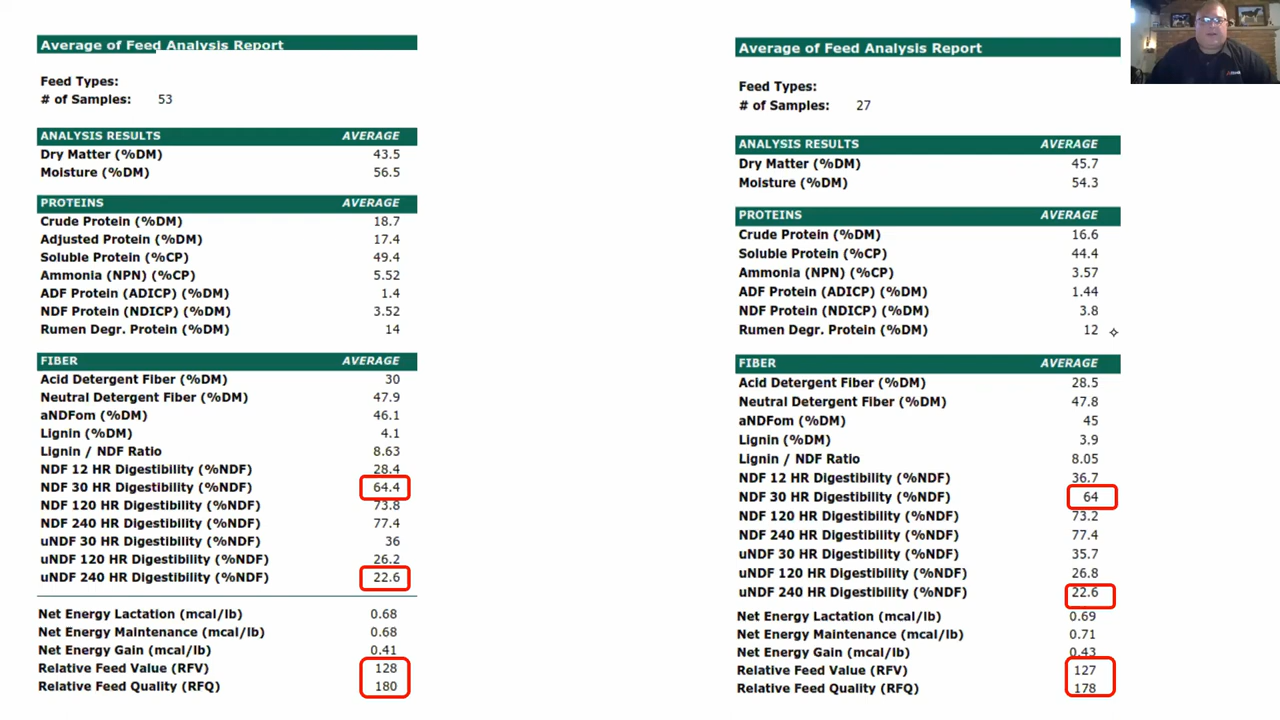 Average of Feed Analysis Report
Feed Types:
# of Samples: 53
ANALYSIS RESULTS AVERAGE
Dry Matter (%DM) 43.5
Moisture (%DM) 56.5
PROTEINS AVERAGE
Crude Protein (%DM) 18.7
Adjusted Protein (%DM) 17.4
Soluble Protein (%CP) 49.4
Ammonia (NPN) (%CP) 5.52
ADF Protein (ADICP) (%DM) 1.4
NDF Protein (NDICP) (%DM) 3.52
Rumen Degr. Protein (%DM) 14
FIBER AVERAGE
Acid Detergent Fiber (%DM) 30
Neutral Detergent Fiber (%DM) 47.9
aNDFom (%DM) 46.1
Lignin (%DM) 4.1
Lignin / NDF Ratio 8.63
NDF 12 HR Digestibility (%NDF) 28.4
NDF 30 HR Digestibility (%NDF) 64.4
NDF 120 HR Digestibility (%NDF) 73.8
NDF 240 HR Digestibility (%NDF) 77.4
uNDF 30 HR Digestibility (%NDF) 36
uNDF 120 HR Digestibility (%NDF) 26.2
uNDF 240 HR Digestibility (%NDF) 22.6
Net Energy Lactation (mcal/lb) 0.68
Net Energy Maintenance (mcal/lb) 0.68
Net Energy Gain (mcal/lb) 0.41
Relative Feed Value (RFV) 128
Relative Feed Quality (RFQ) 180
Average of Feed Analysis Report
Feed Types:
# of Samples: 27
ANALYSIS RESULTS AVERAGE
Dry Matter (%DM) 45.7
Moisture (%DM) 54.3
PROTEINS AVERAGE
Crude Protein (%DM) 16.6
Soluble Protein (%CP) 44.4
Ammonia (NPN) (%CP) 3.57
ADF Protein (ADICP) (%DM) 1.44
NDF Protein (NDICP) (%DM) 3.8
Rumen Degr. Protein (%DM) 12
FIBER AVERAGE
Acid Detergent Fiber (%DM) 28.5
Neutral Detergent Fiber (%DM) 47.8
aNDFom (%DM) 45
Lignin (%DM) 3.9
Lignin / NDF Ratio 8.05
NDF 12 HR Digestibility (%NDF) 36.7
NDF 30 HR Digestibility (%NDF) 64
NDF 120 HR Digestibility (%NDF) 73.2
NDF 240 HR Digestibility (%NDF) 77.4
uNDF 30 HR Digestibility (%NDF) 35.7
uNDF 120 HR Digestibility (%NDF) 26.8
uNDF 240 HR Digestibility (%NDF) 22.6
Net Energy Lactation (mcal/lb) 0.69
Net Energy Maintenance (mcal/lb) 0.71
Net Energy Gain (mcal/lb) 0.43
Relative Feed Value (RFV) 127
Relative Feed Quality (RFQ) 178